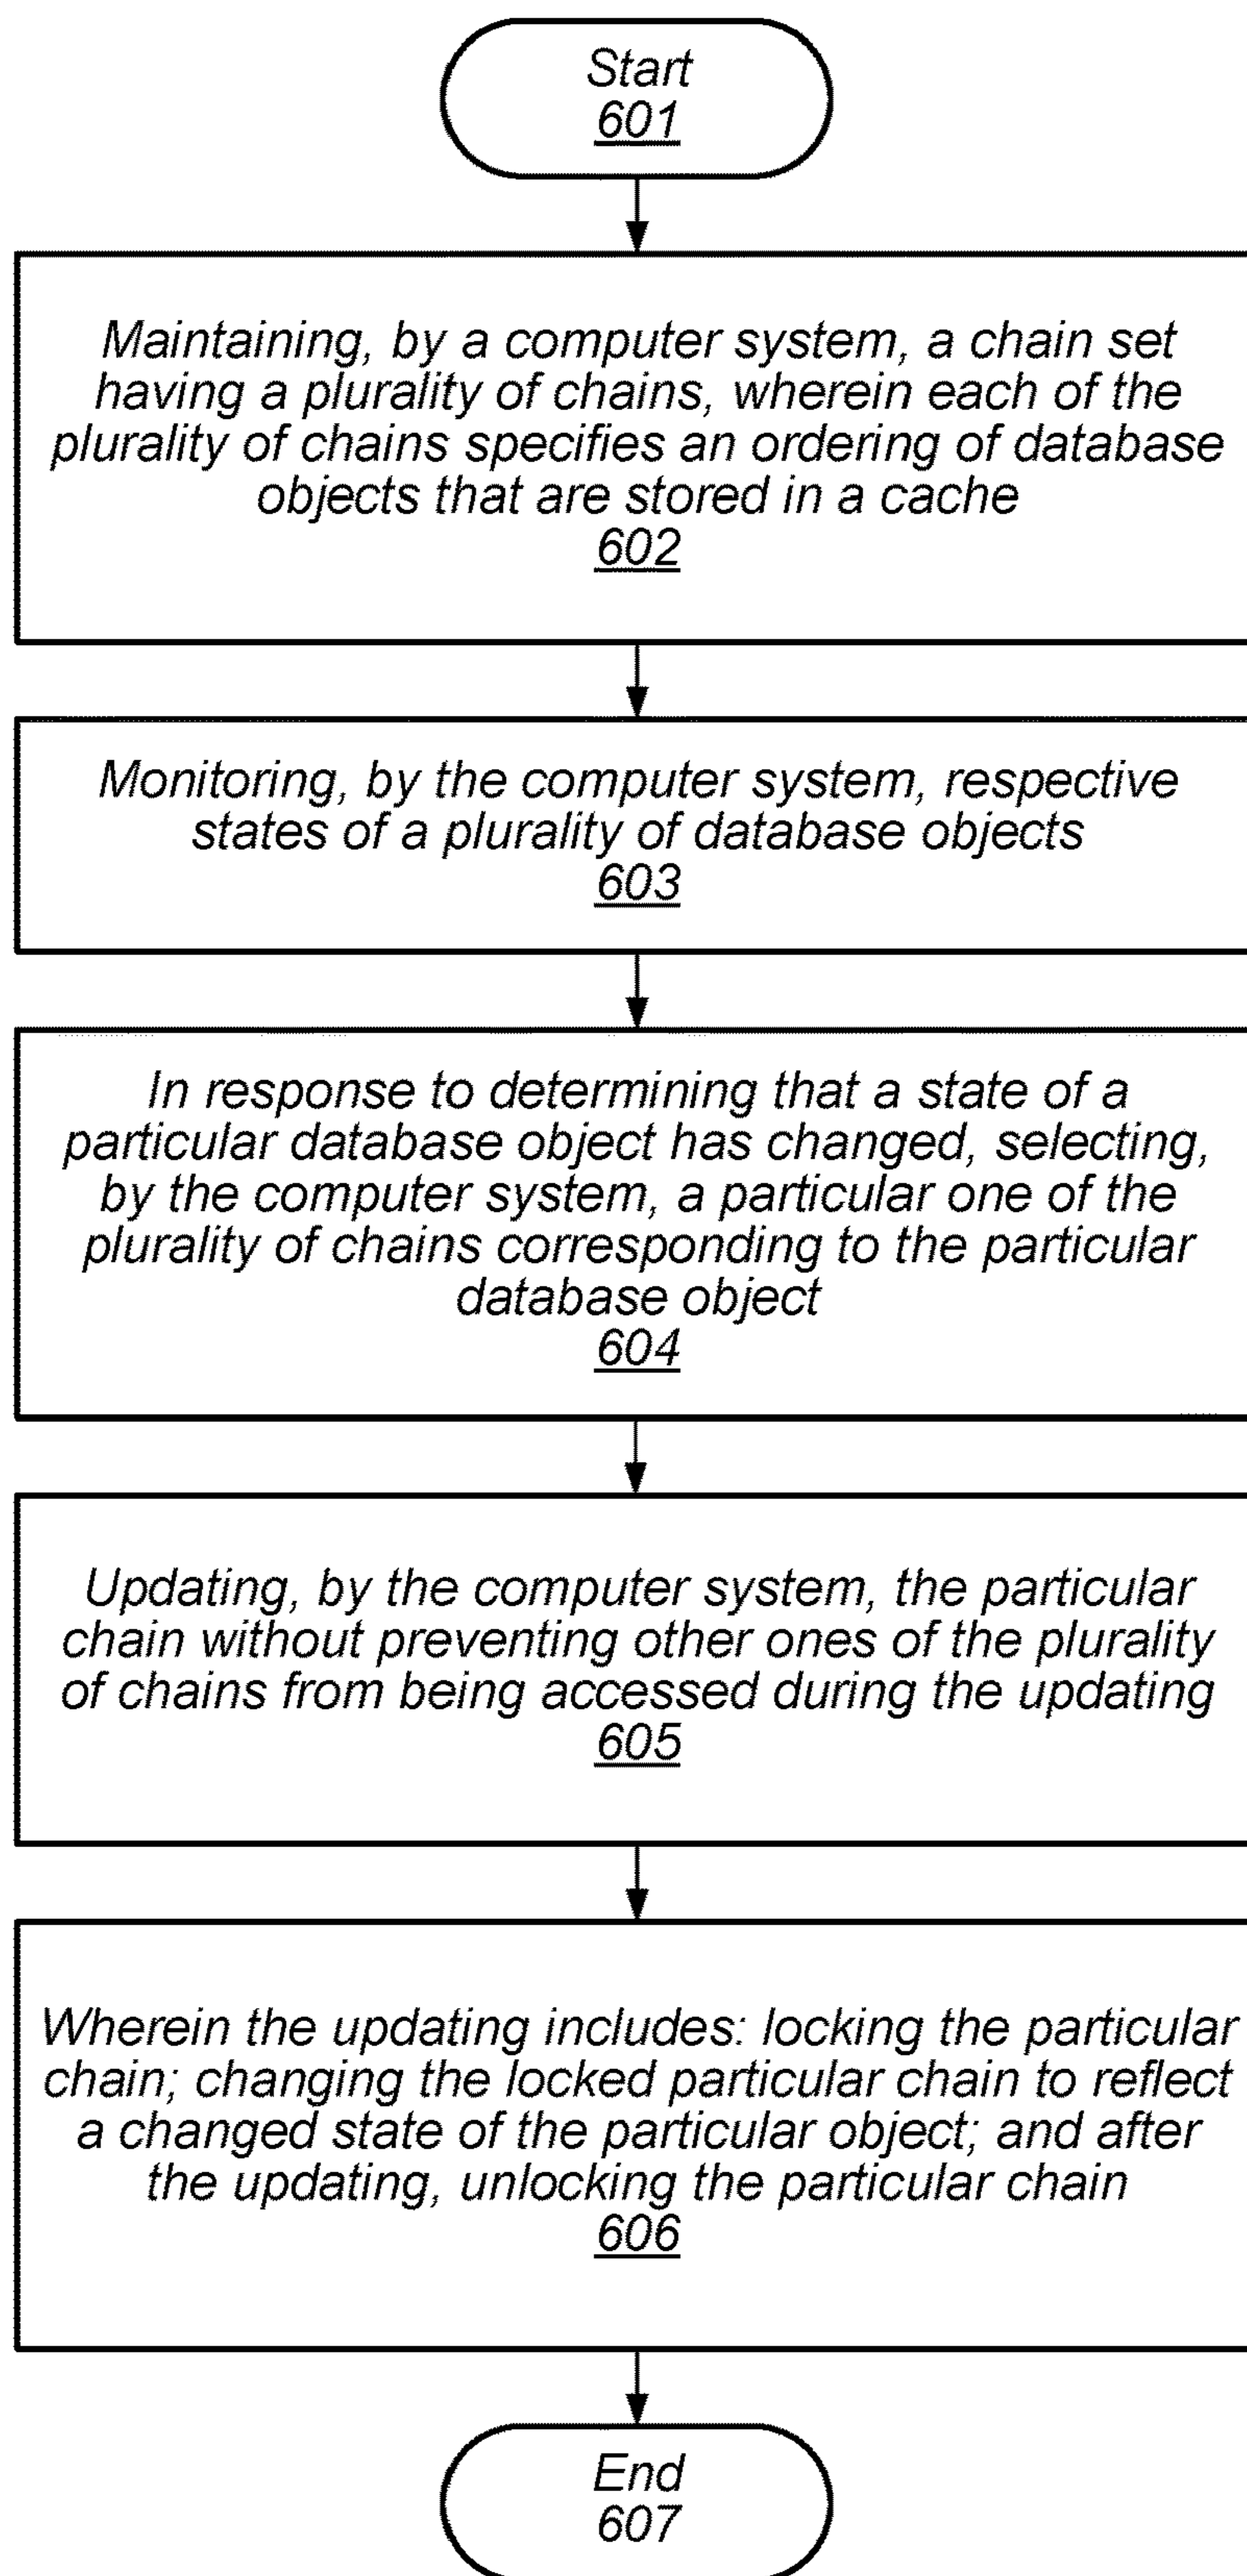 Start
601
Maintaining, by a computer system, a chain set
having a plurality of chains, wherein each of the
plurality of chains specifies an ordering of database
objects that are stored in a cache
602
Monitoring, by the computer system, respective
states of a plurality of database objects
603
In response to determining that a state of a
particular database object has changed, selecting,
by the computer system, a particular one of the
plurality of chains corresponding to the particular
database object
604
Updating, by the computer system, the particular
chain without preventing other ones of the plurality
of chains from being accessed during the updating
605
Wherein the updating includes: locking the particular
chain; changing the locked particular chain to reflect
a changed state of the particular object; and after
the updating, unlocking the particular chain
606
End
607